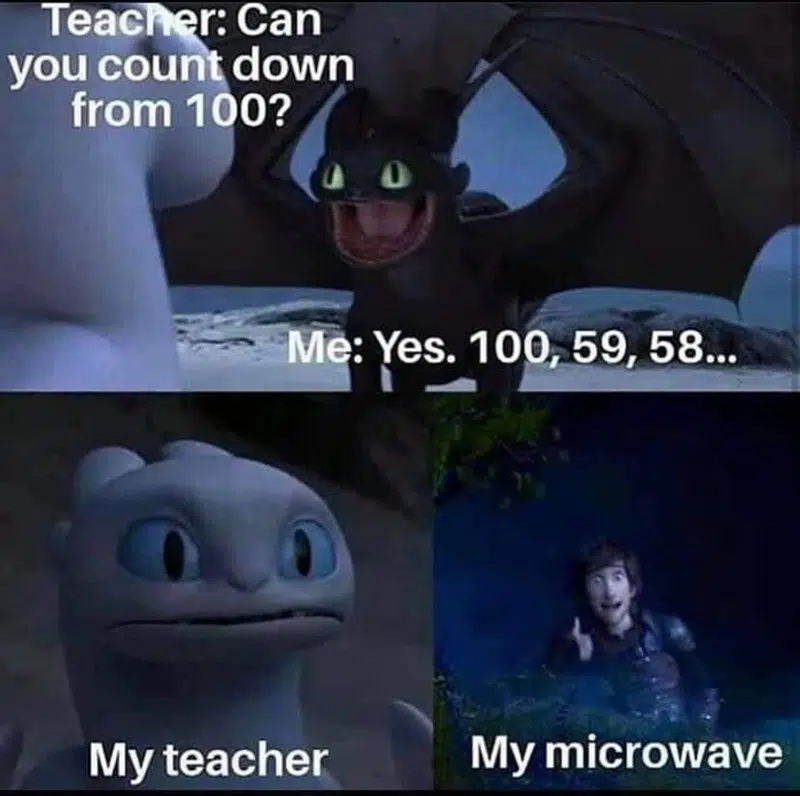 Teacher: Can
you count down
from 100?
Me: Yes. 100, 59, 58...
My teacher
My microwave